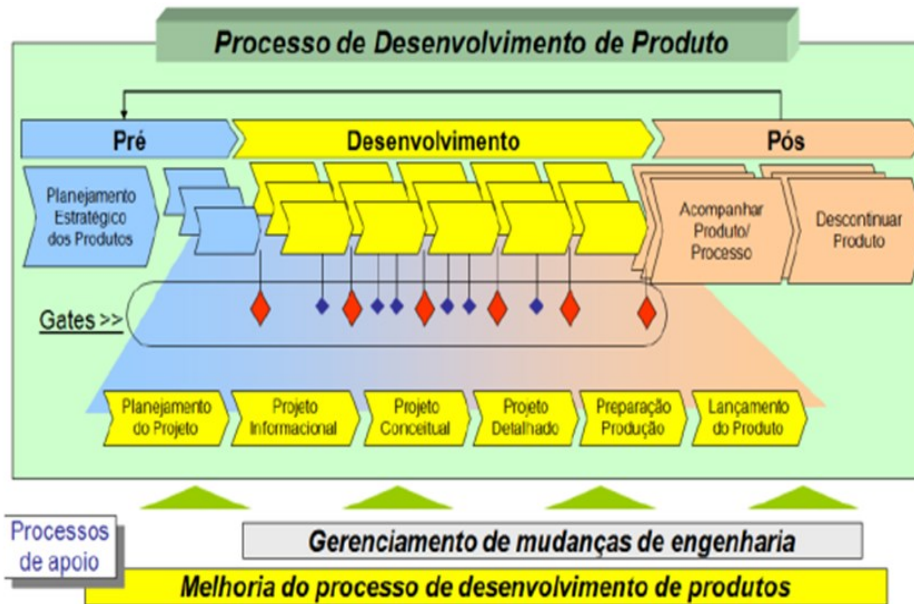 Processo de Desenvolvimento de Produto
Pré
Desenvolvimento
Pós
Planejamento
Estratégico
dos Produtos
Acompanhar
Produto/
Processo
Descontinuar
Produto
Gates >>
Planejamento
do Projeto
Projeto
Informacional
Projeto
Conceitual
Projeto
Detalhado
Preparação
Produção
Lançamento
do Produto
Processos
de apoio
Gerenciamento de mudanças de engenharia
Melhoria do processo de desenvolvimento de produtos